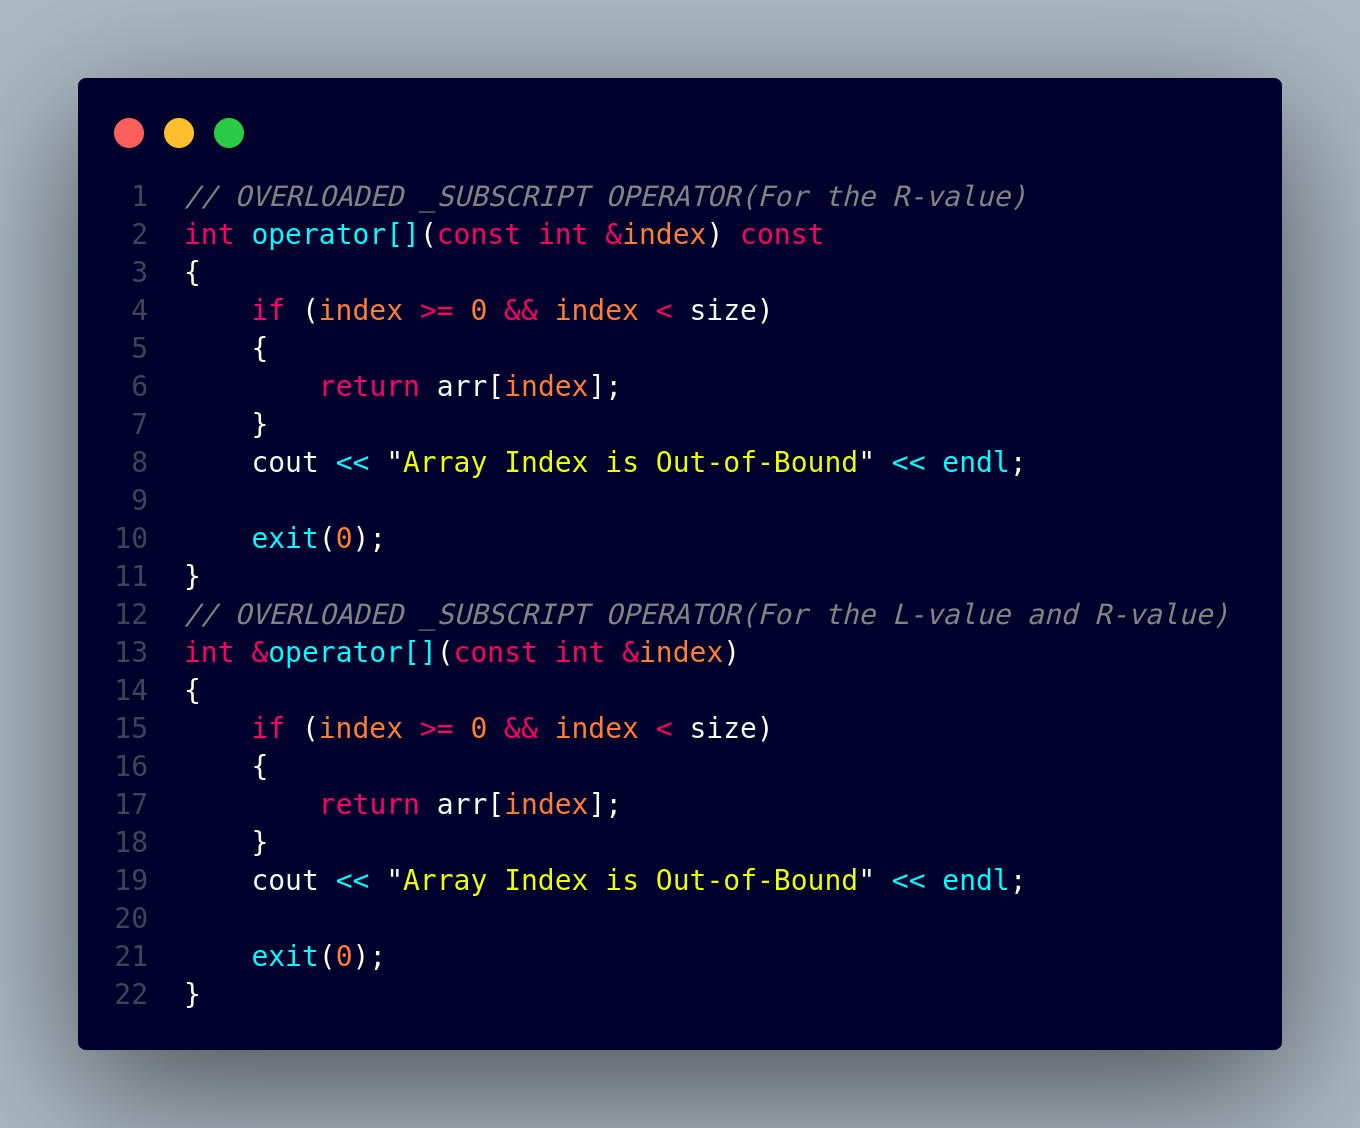 1 // OVERLOADED _SUBSCRIPT OPERATOR(For the R-value)
2 int operator[](const int &index) const
3 {
4     if (index >= 0 && index < size)
5     {
6         return arr[index];
7     }
8     cout << "Array Index is Out-of-Bound" << endl;
9
10     exit(0);
11 }
12 // OVERLOADED _SUBSCRIPT OPERATOR(For the L-value and R-value)
13 int &operator[](const int &index)
14 {
15     if (index >= 0 && index < size)
16     {
17         return arr[index];
18     }
19     cout << "Array Index is Out-of-Bound" << endl;
20
21     exit(0);
22 }